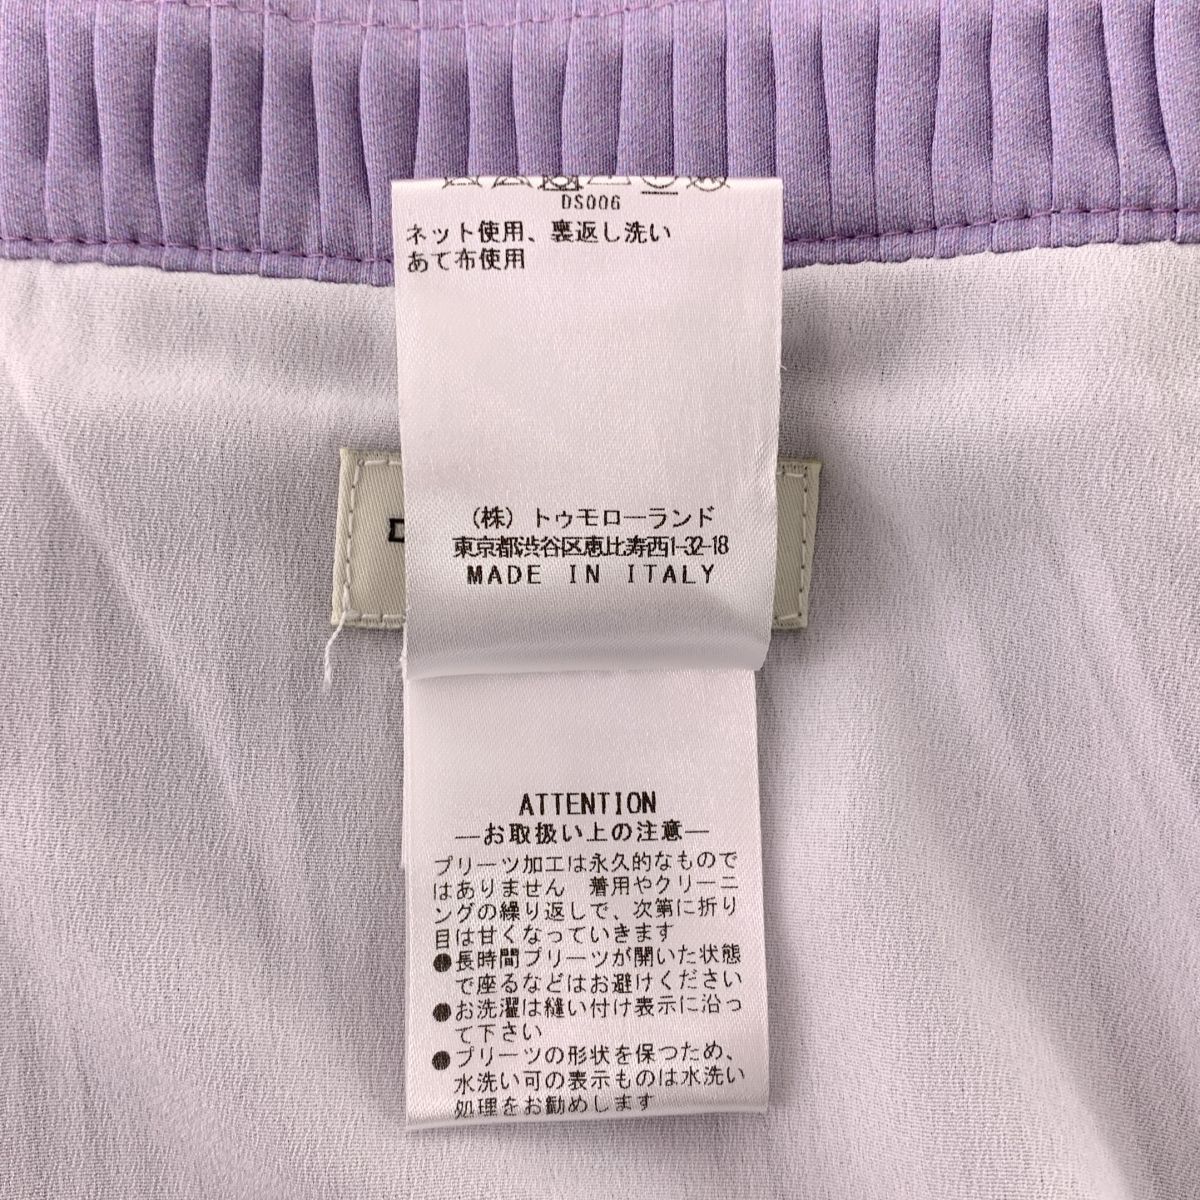 DS006
ネット使用、裏返し洗い
あて布使用
(株)トゥモローランド
東京都渋谷区恵比寿西1-32-18
MADE IN ITALY
ATTENTION
―お取扱い上の注意―
プリーツ加工は永久的なもので
はありません 着用やクリーニ
ングの繰り返しで、次第に折り
目は甘くなっていきます
●長時間プリーツが開いた状態
で座るなどはお避けください
●お洗濯は縫い付け表示に沿っ
て下さい
●プリーツの形状を保つため、
水洗い可の表示ものは水洗い
処理をお勧めします